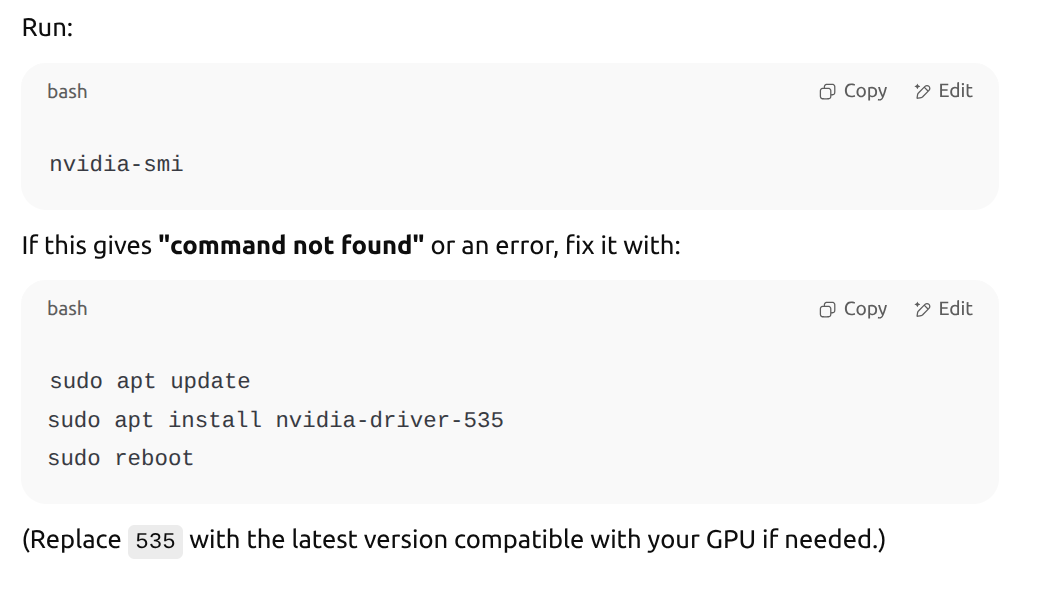 Run:
bash Copy Edit
nvidia-smi
If this gives "command not found" or an error, fix it with:
bash Copy Edit
sudo apt update
sudo apt install nvidia-driver-535
sudo reboot
(Replace 535 with the latest version compatible with your GPU if needed.)